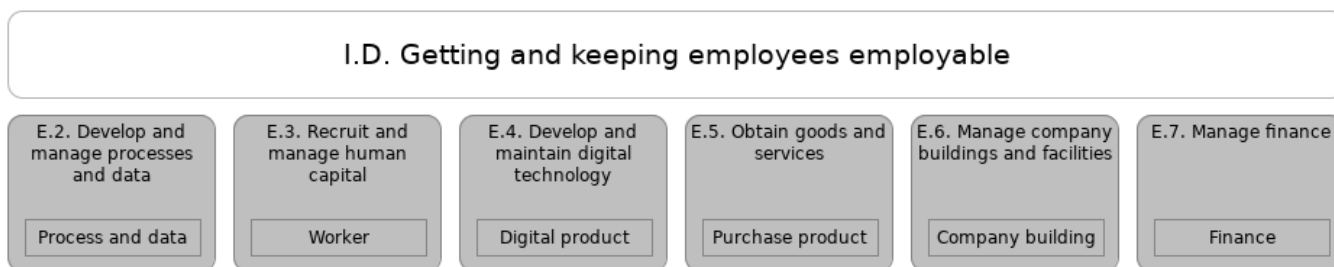 I.D. Getting and keeping employees employable
E.2. Develop and
manage processes
and data
Process and data
E.3. Recruit and
manage human
capital
Worker
E.4. Develop and
maintain digital
technology
Digital product
E.5. Obtain goods and
services
Purchase product
E.6. Manage company
buildings and facilities
Company building
E.7. Manage finance
Finance